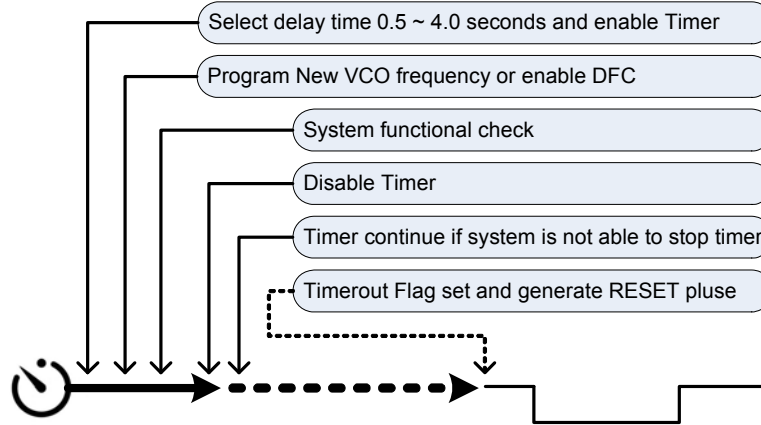 Select delay time 0.5 ~ 4.0 seconds and enable Timer
Program New VCO frequency or enable DFC
System functional check
Disable Timer
Timer continue if system is not able to stop timer
Timerout Flag set and generate RESET pluse